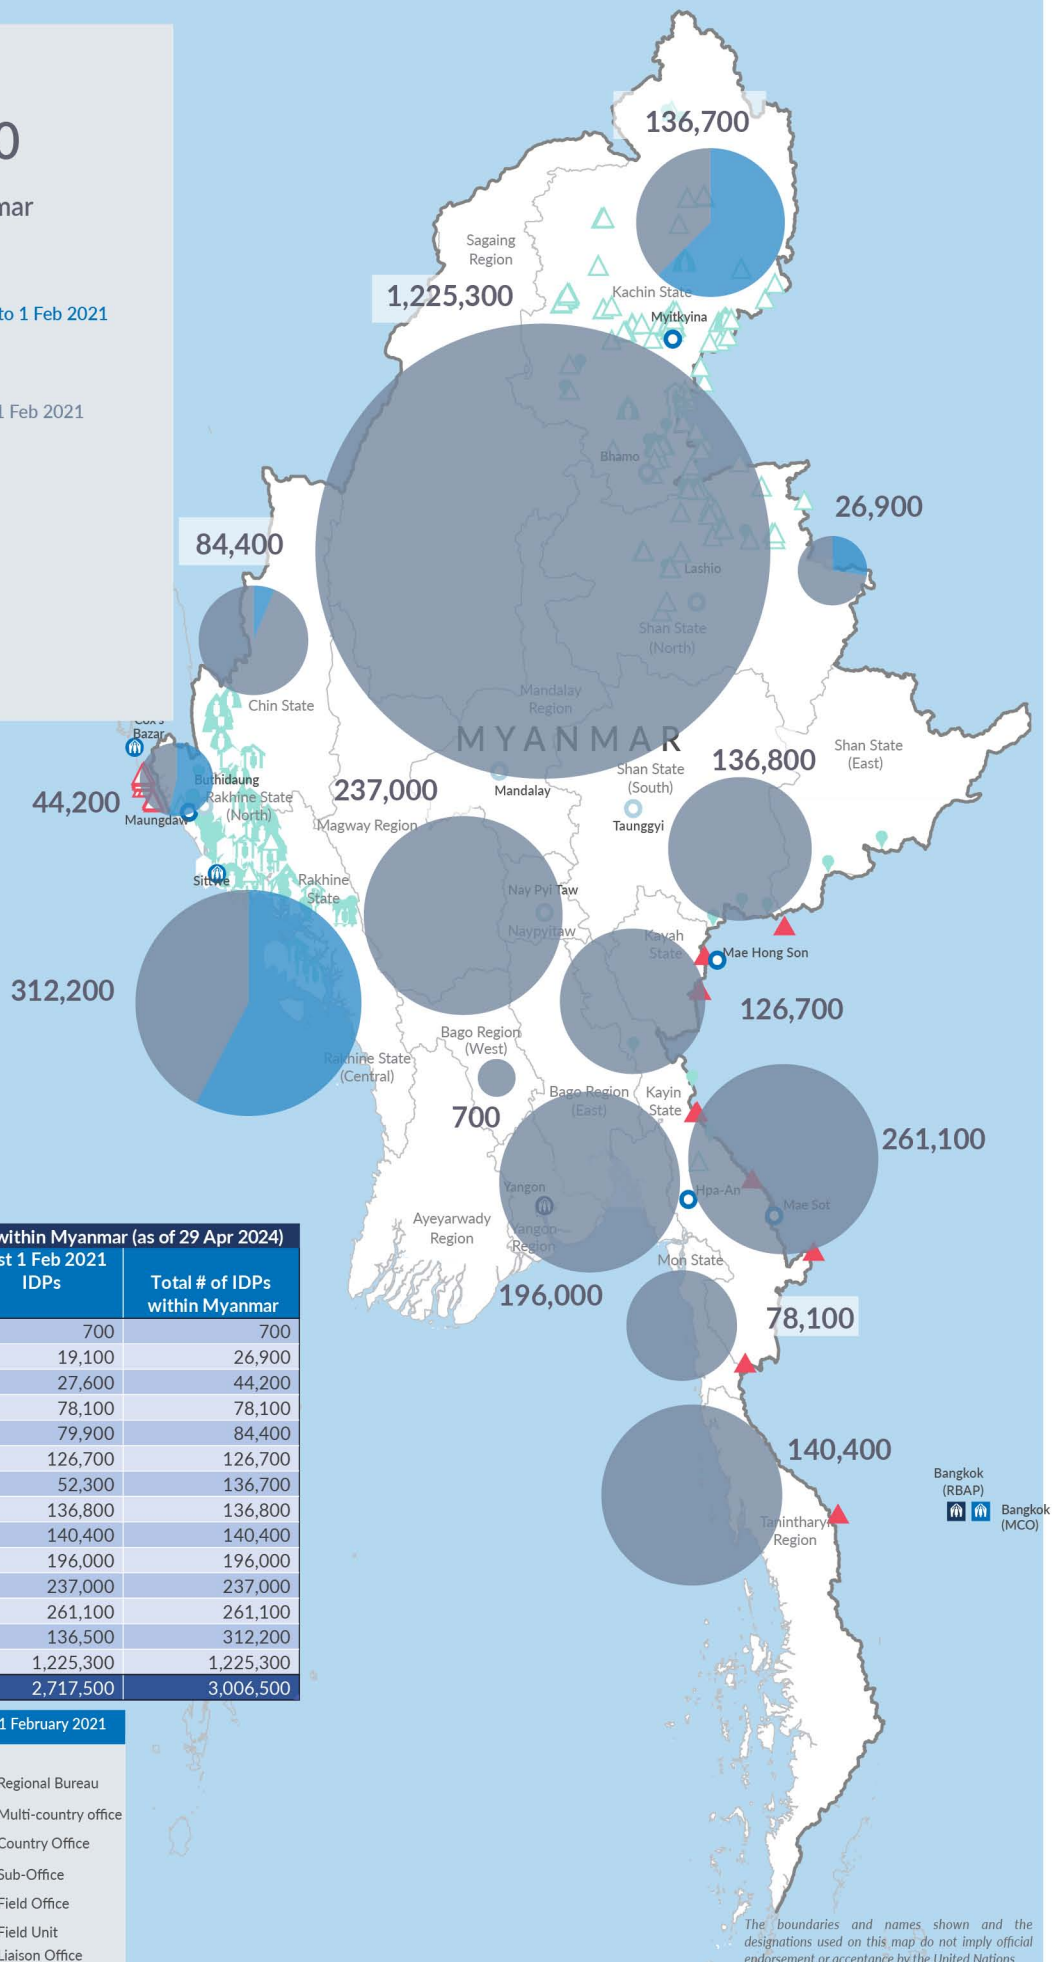 0
mar
to 1 Feb 2021
1 Feb 2021
136,700
Sagaing
Region
1,225,300
Kachin State
Myitkyina
Bhamo
26,900
84,400
Lashio
Shan State
(North)
Mandalay
Region
Chin State
Cox's
Bazar
MYANMAR
136,800
Shan State
(East)
Shan State
(South)
Buthidaung
237,000
Mandalay
44,200
Rakhine State
(North)
Maungdaw
Magway Region
Taunggyi
Sittwe
Rakhine
State
Nay Pyi Taw
Naypyitaw
Kayah
State
Mae Hong Son
312,200
126,700
Bago Region
(West)
Rakhine State
(Central)
Bago Region
(East)
Kayin
State
700
261,100
Yangon
Hpa-An
Mae Sot
Ayeyarwady
Region
Yangon
Region
Mon State
196,000
78,100
within Myanmar (as of 29 Apr 2024)
st 1 Feb 2021
IDPs
Total # of IDPs
within Myanmar
700 700
19,100 26,900
27,600 44,200
78,100 78,100
79,900 84,400
126,700 126,700
52,300 136,700
136,800 136,800
140,400 140,400
196,000 196,000
237,000 237,000
261,100 261,100
136,500 312,200
1,225,300 1,225,300
2,717,500 3,006,500
140,400
Bangkok
(RBAP)
Bangkok
(MCO)
Tanintharyi
Region
1 February 2021
Regional Bureau
Multi-country office
Country Office
Sub-Office
Field Office
Field Unit
Liaison Office
The boundaries and names shown and the
designations used on this map do not imply official
endorsement or acceptance by the United Nations.